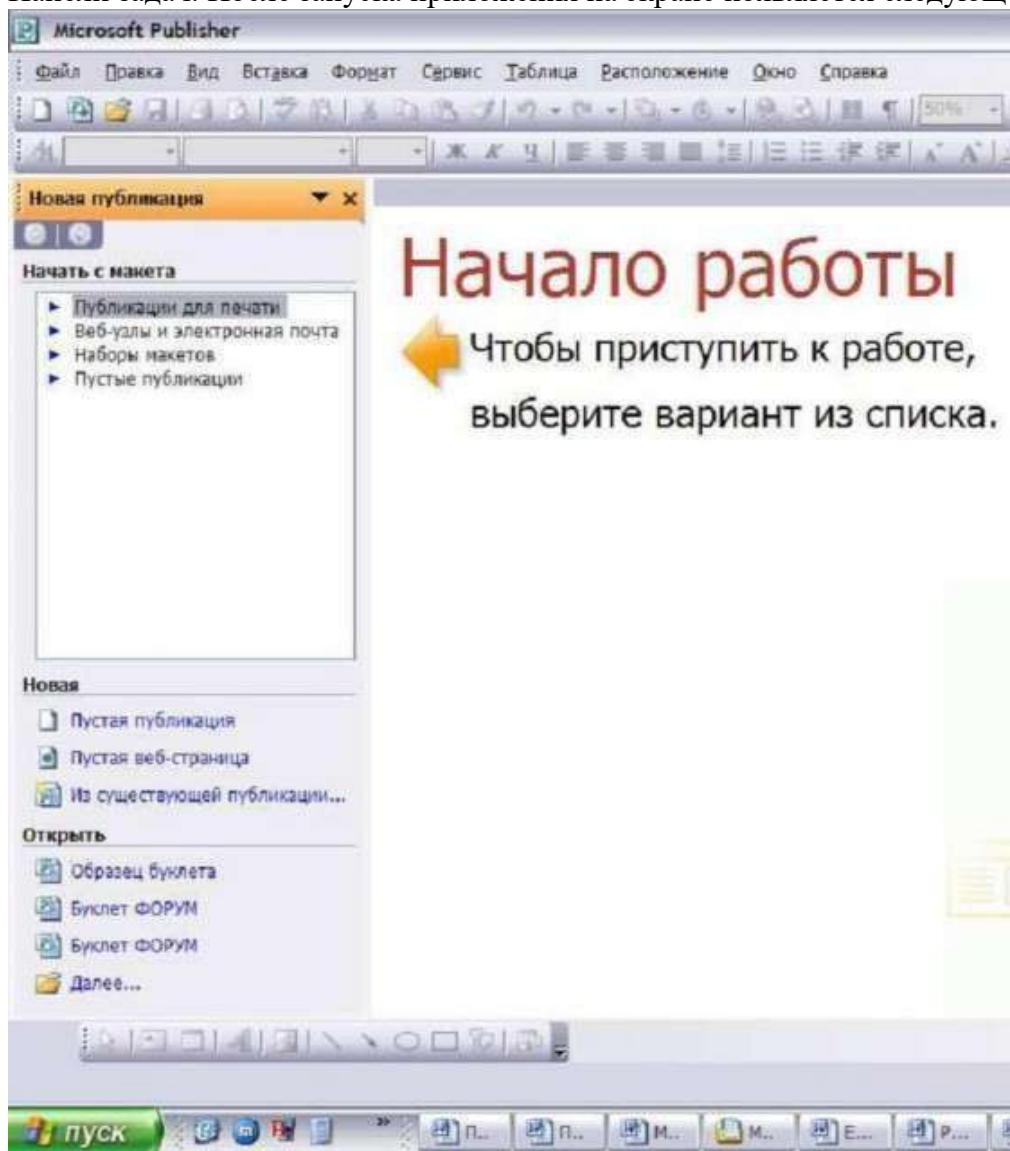 Microsoft Publisher
Файл Правка Вид Вставка Формат Сервис Таблица Расположение Окно Справка
50%
Ж К Ч
Новая публикация
Начать с макета
Публикации для печати
Веб-узлы и электронная почта
Наборы макетов
Пустые публикации
Начало работы
Чтобы приступить к работе,
выберите вариант из списка.
Новая
Пустая публикация
Пустая веб-страница
Из существующей публикации...
Открыть
Образец буклета
Буклет ФОРУМ
Буклет ФОРУМ
Далее...
пуск П... П... М... М... Е... Р...